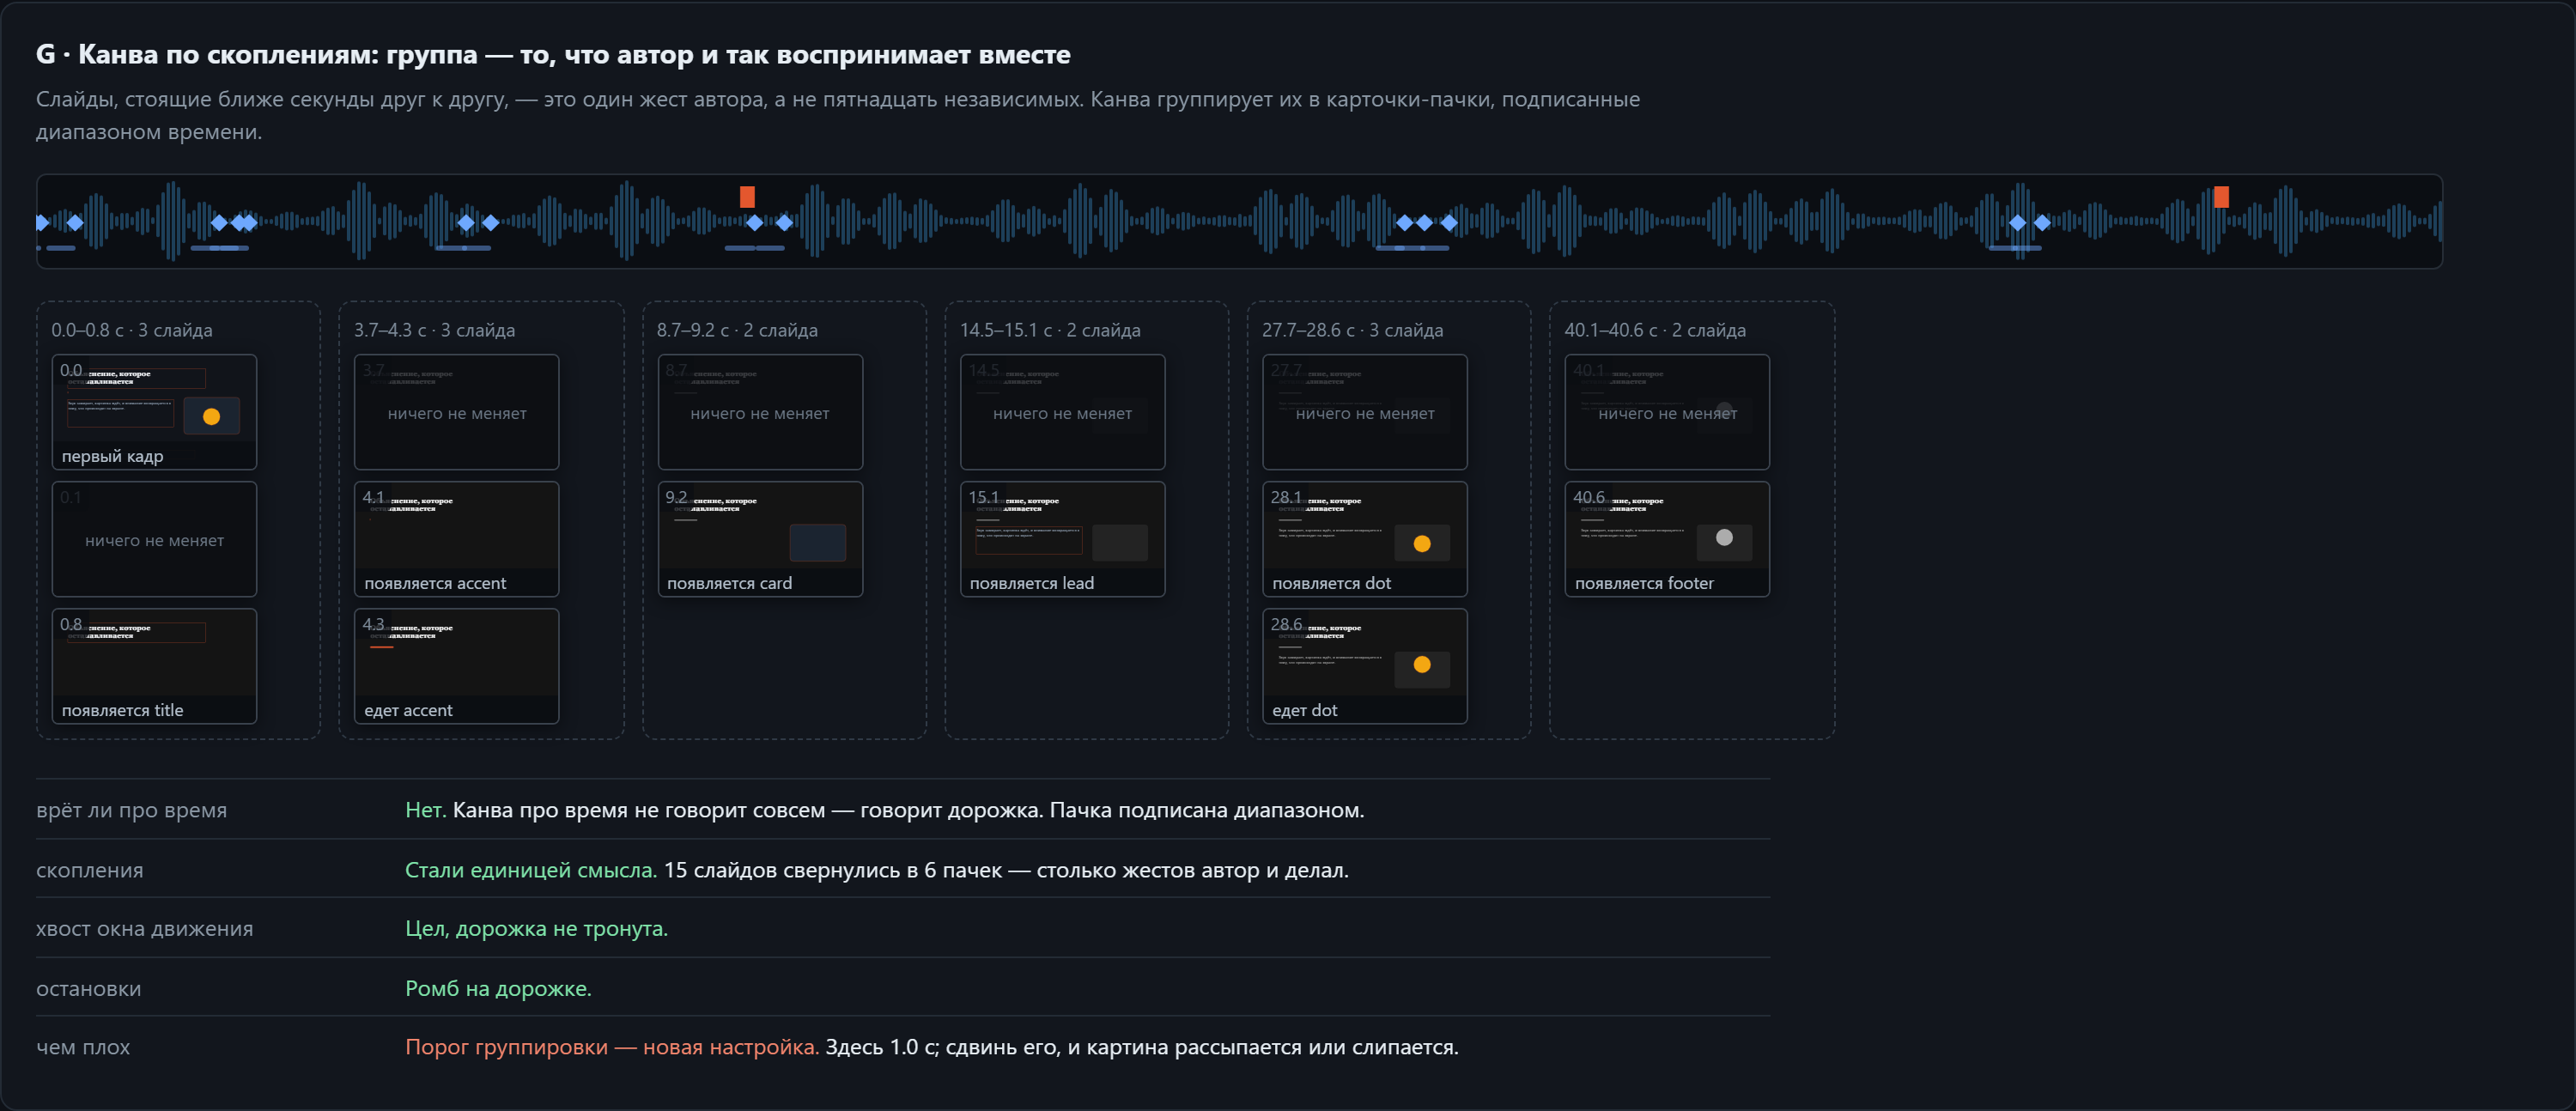 G · Канва по скоплениям: группа — то, что автор и так воспринимает вместе
Слайды, стоящие ближе секунды друг к другу, — это один жест автора, а не пятнадцать независимых. Канва группирует их в карточки-пачки, подписанные
диапазоном времени.
0.0–0.8 с · 3 слайда
0.0
первый кадр
0.1
ничего не меняет
0.8
появляется title
3.7–4.3 с · 3 слайда
3.7
ничего не меняет
4.1
появляется accent
4.3
едет accent
8.7–9.2 с · 2 слайда
8.7
ничего не меняет
9.2
появляется card
14.5–15.1 с · 2 слайда
14.5
ничего не меняет
15.1
появляется lead
27.7–28.6 с · 3 слайда
27.7
ничего не меняет
28.1
появляется dot
28.6
едет dot
40.1–40.6 с · 2 слайда
40.1
ничего не меняет
40.6
появляется footer
врёт ли про время Нет. Канва про время не говорит совсем — говорит дорожка. Пачка подписана диапазоном.
скопления Стали единицей смысла. 15 слайдов свернулись в 6 пачек — столько жестов автор и делал.
хвост окна движения Цел, дорожка не тронута.
остановки Ромб на дорожке.
чем плох Порог группировки — новая настройка. Здесь 1.0 с; сдвинь его, и картина рассыпается или слипается.